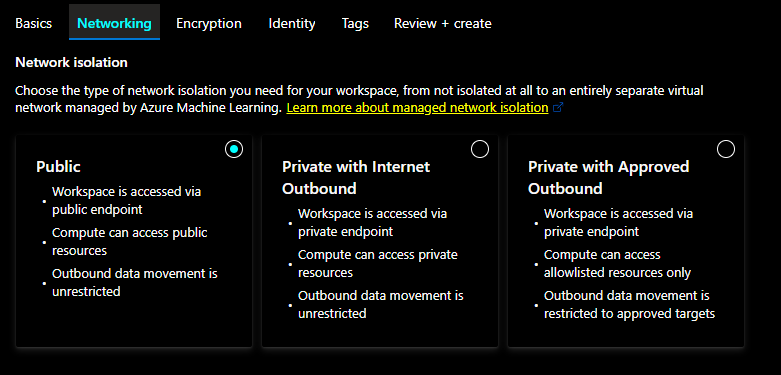 Basics Networking Encryption Identity Tags Review + create
Network isolation
Choose the type of network isolation you need for your workspace, from not isolated at all to an entirely separate virtual
network managed by Azure Machine Learning. Learn more about managed network isolation
Public
• Workspace is accessed via
public endpoint
• Compute can access public
resources
• Outbound data movement is
unrestricted
Private with Internet
Outbound
• Workspace is accessed via
private endpoint
• Compute can access private
resources
• Outbound data movement is
unrestricted
Private with Approved
Outbound
• Workspace is accessed via
private endpoint
• Compute can access
allowlisted resources only
• Outbound data movement is
restricted to approved targets